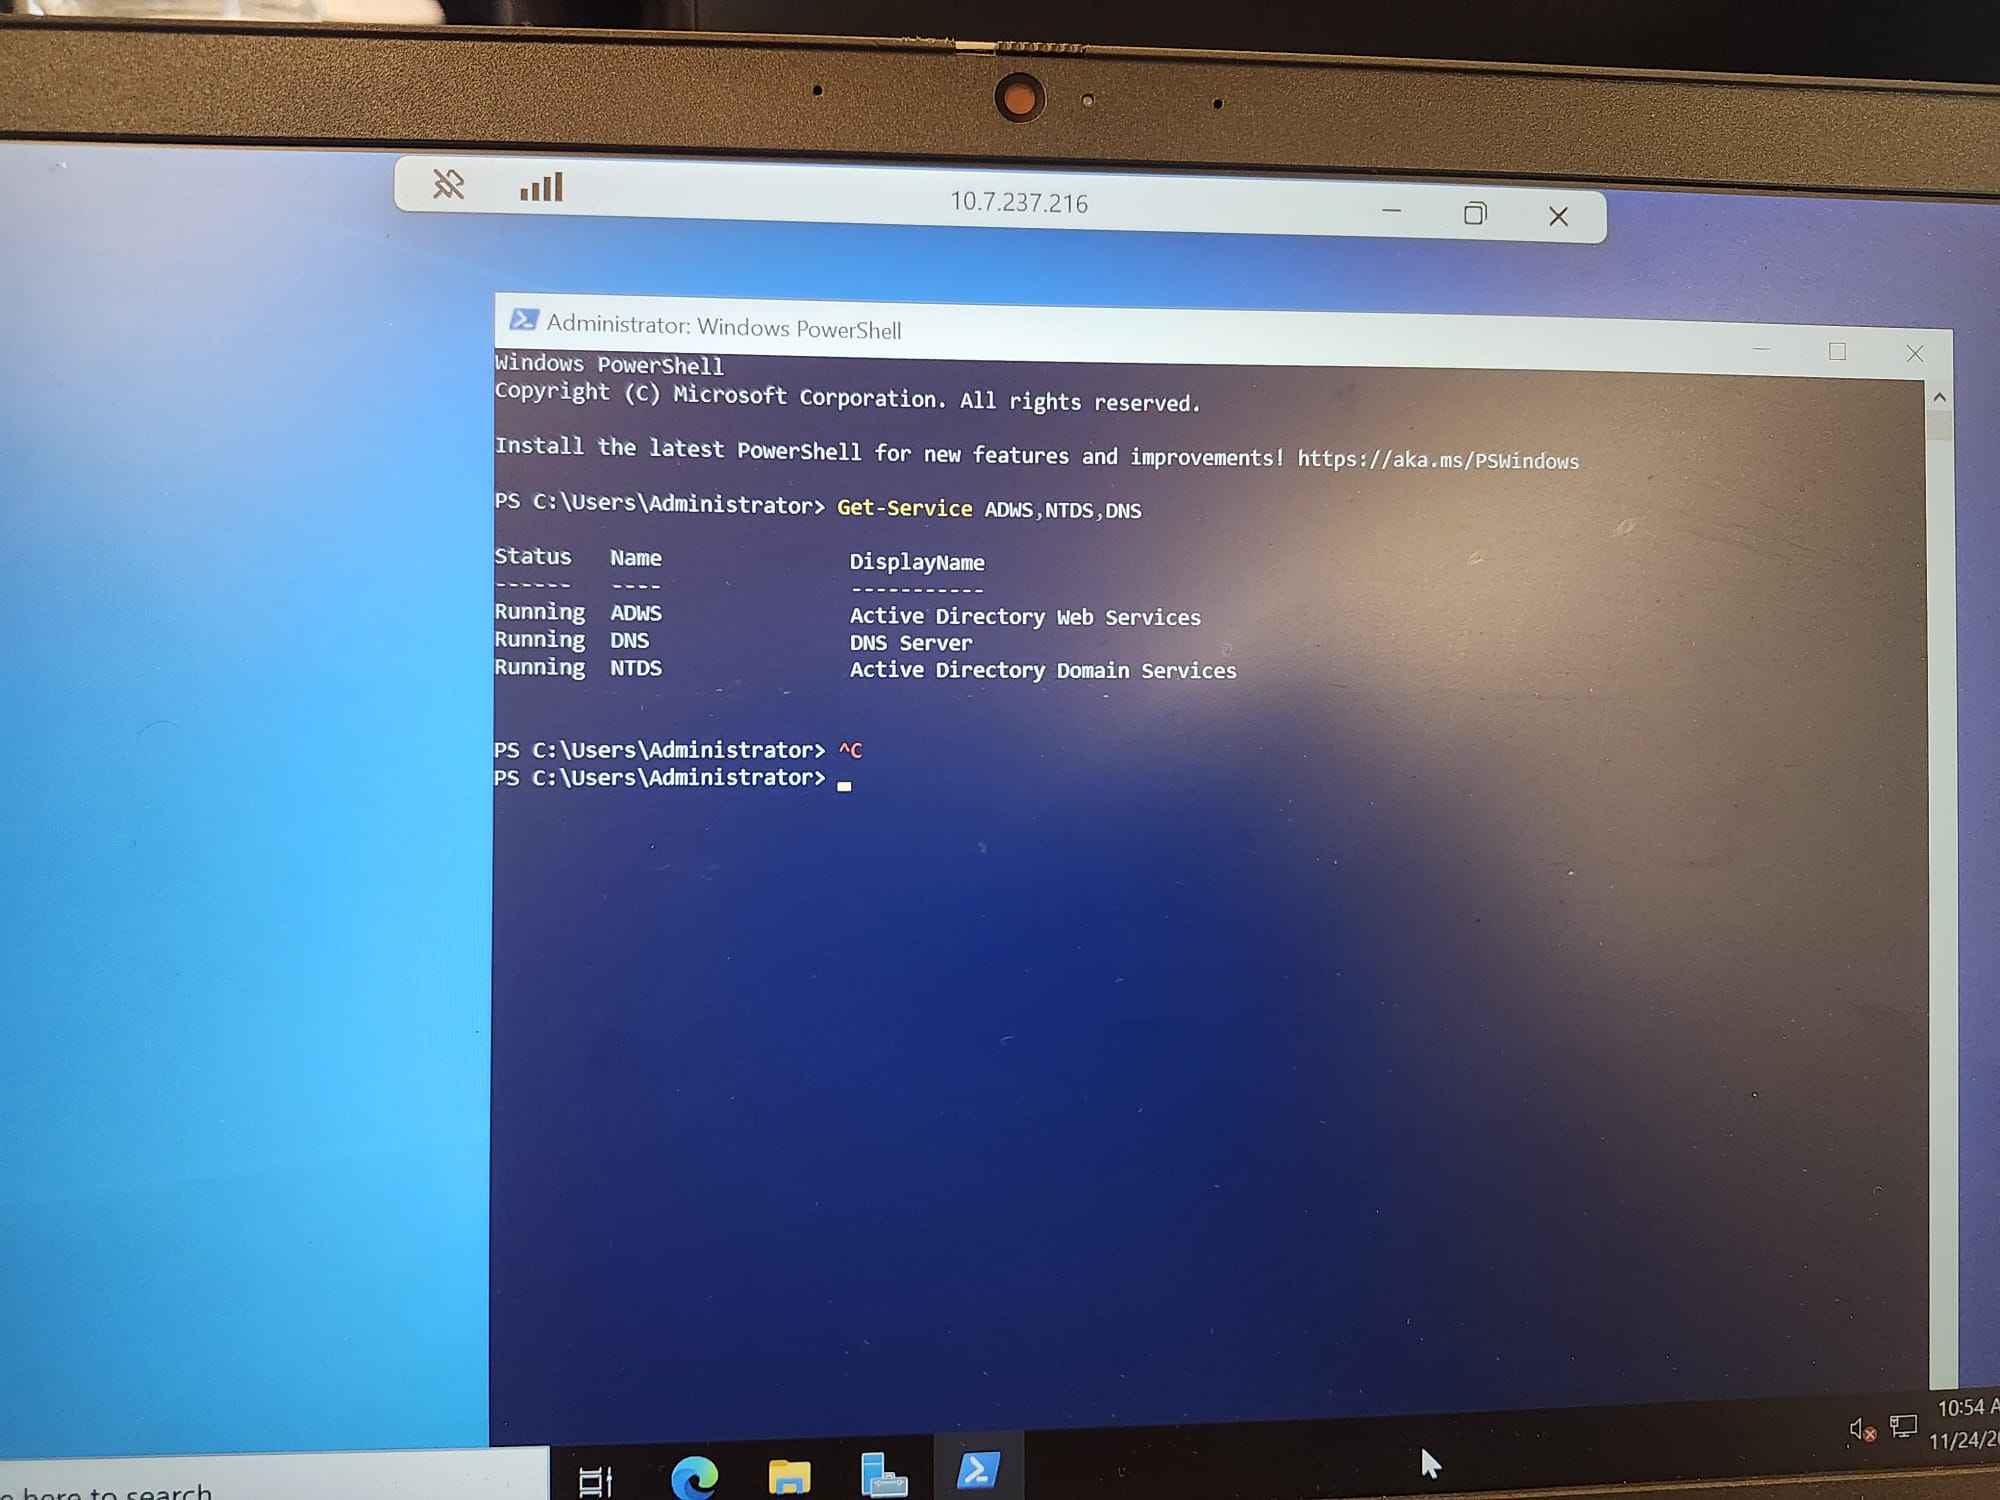 10.7.237.216
Administrator: Windows PowerShell
Windows PowerShell
Copyright (C) Microsoft Corporation. All rights reserved.
Install the latest PowerShell for new features and improvements! https://aka.ms/PSWindows
PS C:\Users\Administrator> Get-Service ADWS,NTDS,DNS
Status Name DisplayName
------ ---- -----------
Running ADWS Active Directory Web Services
Running DNS DNS Server
Running NTDS Active Directory Domain Services
PS C:\Users\Administrator> ^C
PS C:\Users\Administrator>
10:54 A
11/24/2
here to search